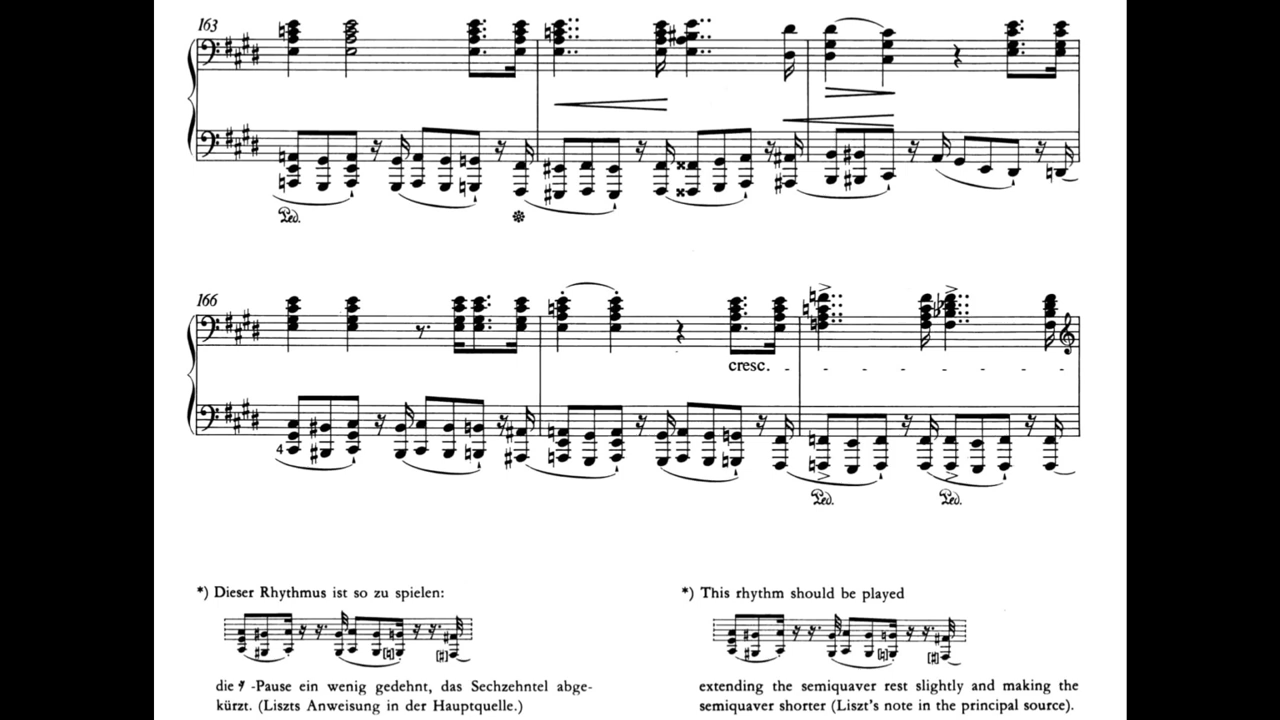 163
Ped.
166
cresc.
4
Ped. Ped.
*) Dieser Rhythmus ist so zu spielen:
die 𝄿 -Pause ein wenig gedehnt, das Sechzehntel abge-
kürzt. (Liszts Anweisung in der Hauptquelle.)
*) This rhythm should be played
extending the semiquaver rest slightly and making the
semiquaver shorter (Liszt's note in the principal source).